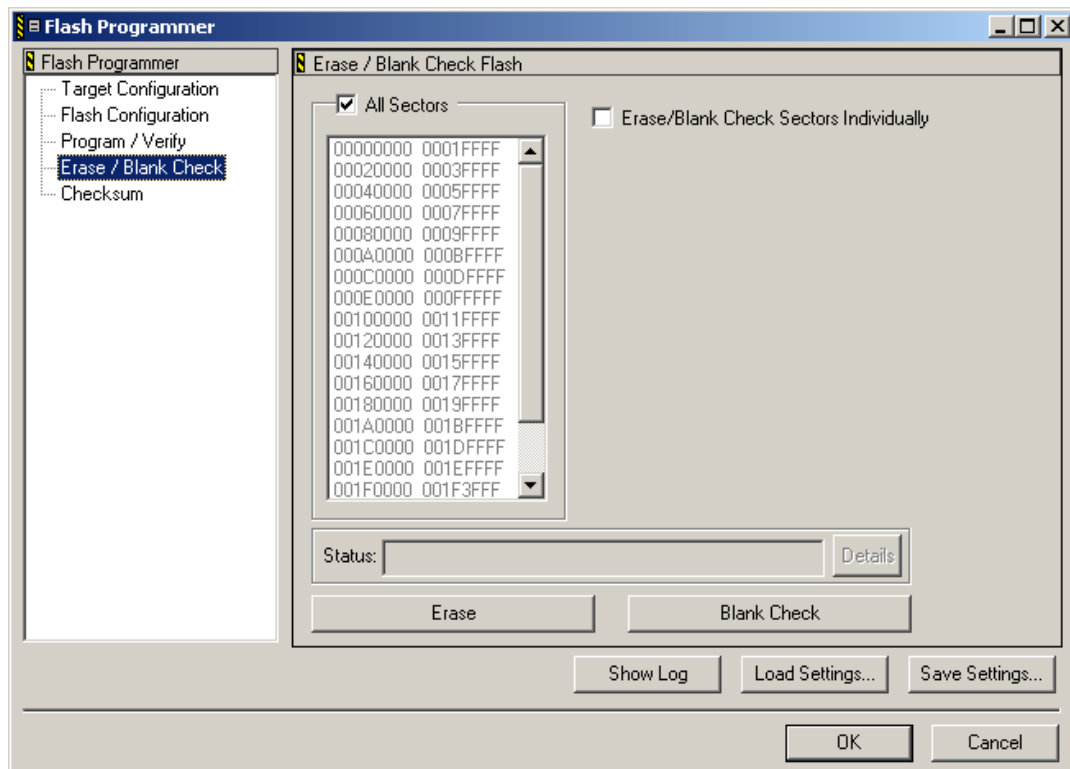 Flash Programmer
Flash Programmer
Target Configuration
Flash Configuration
Program / Verify
Erase / Blank Check
Checksum
Erase / Blank Check Flash
All Sectors
Erase/Blank Check Sectors Individually
00000000 0001FFFF
00020000 0003FFFF
00040000 0005FFFF
00060000 0007FFFF
00080000 0009FFFF
000A0000 000BFFFF
000C0000 000DFFFF
000E0000 000FFFFF
00100000 0011FFFF
00120000 0013FFFF
00140000 0015FFFF
00160000 0017FFFF
00180000 0019FFFF
001A0000 001BFFFF
001C0000 001DFFFF
001E0000 001EFFFF
001F0000 001F3FFF
Status:
Details
Erase
Blank Check
Show Log
Load Settings...
Save Settings...
OK
Cancel